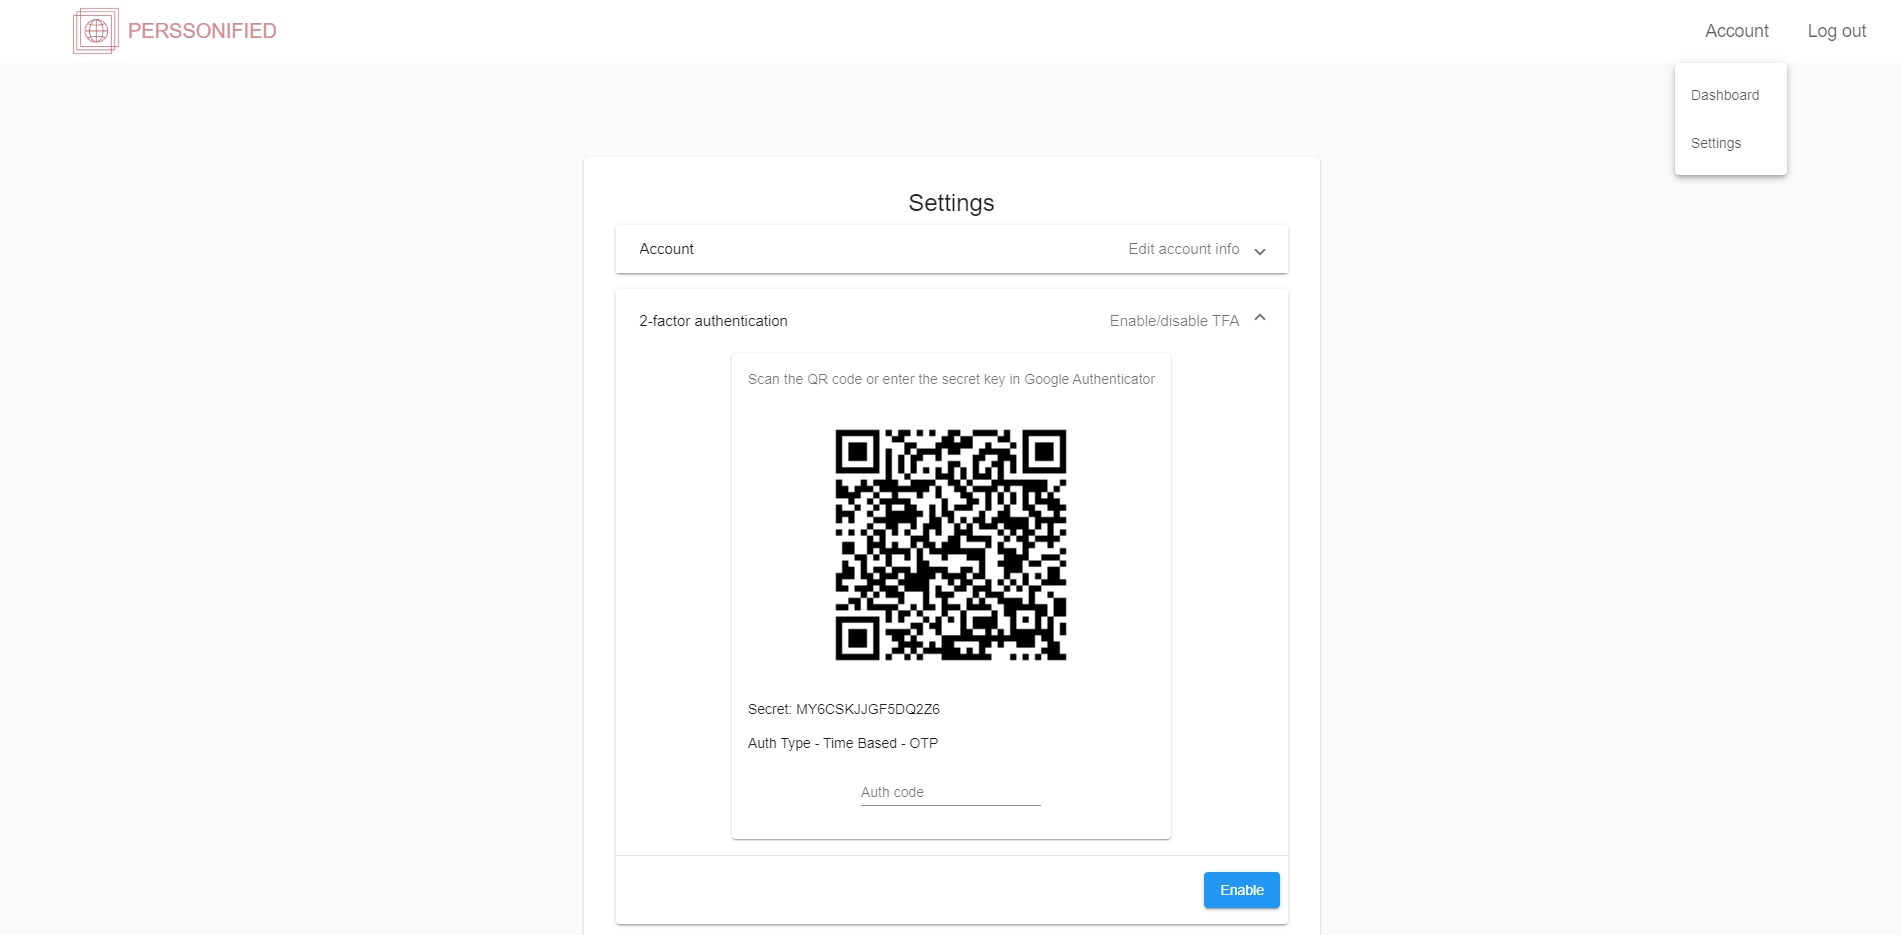 PERSSONIFIED
Account
Log out
Dashboard
Settings
Settings
Account
Edit account info
2-factor authentication
Enable/disable TFA
Scan the QR code or enter the secret key in Google Authenticator
Secret: MY6CSKJJGF5DQ2Z6
Auth Type - Time Based - OTP
Auth code
Enable